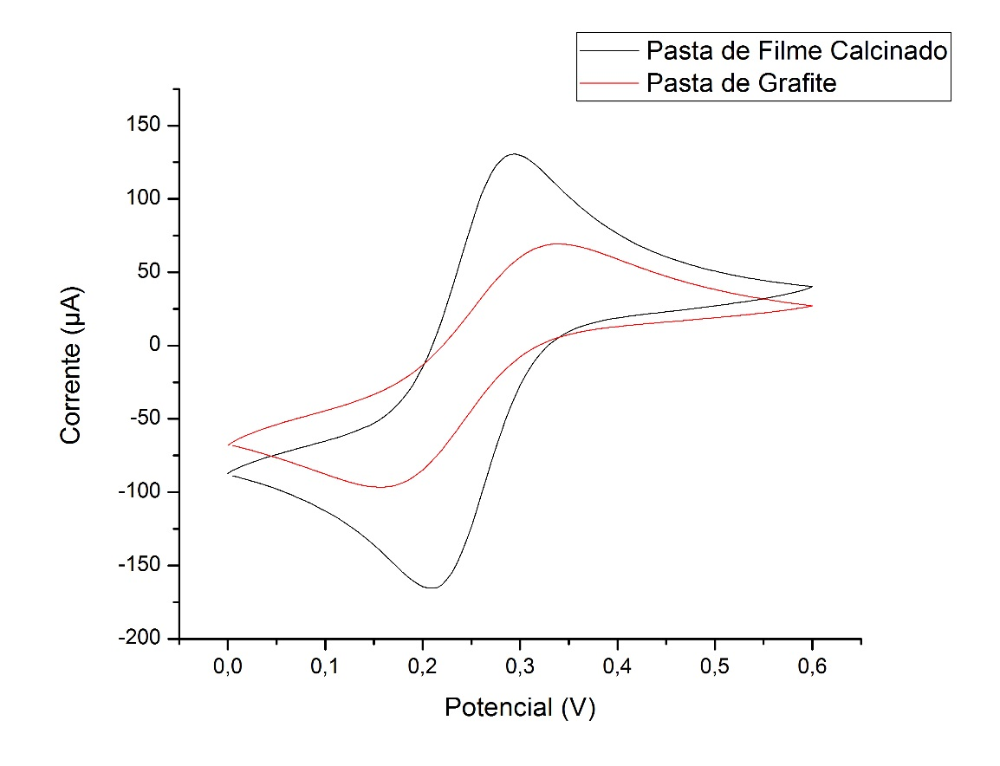 Pasta de Filme Calcinado
Pasta de Grafite
150
100
50
0
-50
-100
-150
-200
Corrente (µA)
0,0 0,1 0,2 0,3 0,4 0,5 0,6
Potencial (V)